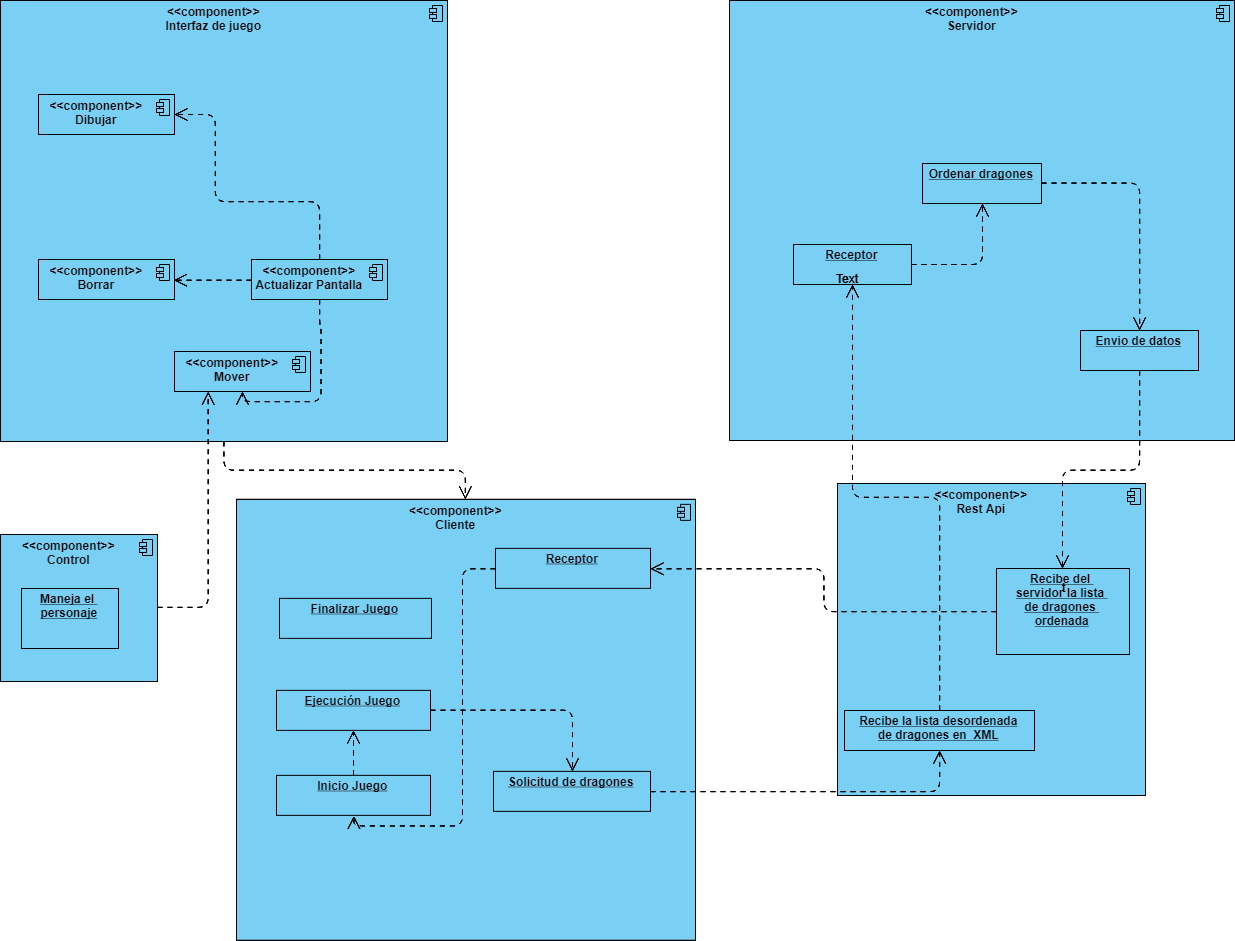 <<component>>
Interfaz de juego
<<component>>
Dibujar
<<component>>
Borrar
<<component>>
Actualizar Pantalla
<<component>>
Mover
<<component>>
Servidor
Ordenar dragones
Receptor
Text
Envio de datos
<<component>>
Control
Maneja el
personaje
<<component>>
Cliente
Receptor
Finalizar Juego
Ejecución Juego
Inicio Juego
Solicitud de dragones
<<component>>
Rest Api
Recibe del
servidor la lista
de dragones
ordenada
Recibe la lista desordenada
de dragones en XML